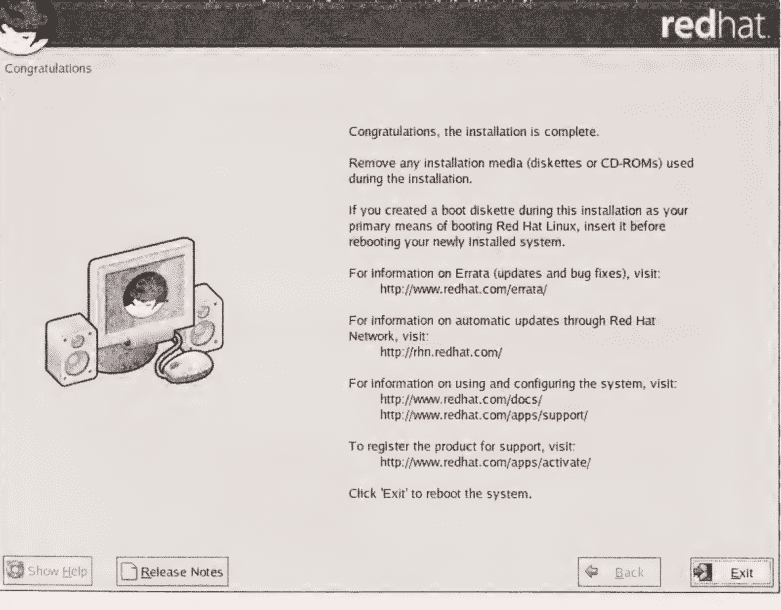 redhat.
Congratulations
Congratulations, the installation is complete.
Remove any installation media (diskettes or CD-ROMs) used
during the installation.
If you created a boot diskette during this installation as your
primary means of booting Red Hat Linux, insert it before
rebooting your newly installed system.
For information on Errata (updates and bug fixes), visit:
http://www.redhat.com/errata/
For information on automatic updates through Red Hat
Network, visit:
http://rhn.redhat.com/
For information on using and configuring the system, visit:
http://www.redhat.com/docs/
http://www.redhat.com/apps/support/
To register the product for support, visit:
http://www.redhat.com/apps/activate/
Click 'Exit' to reboot the system.
Show Help
Release Notes
Back
Exit